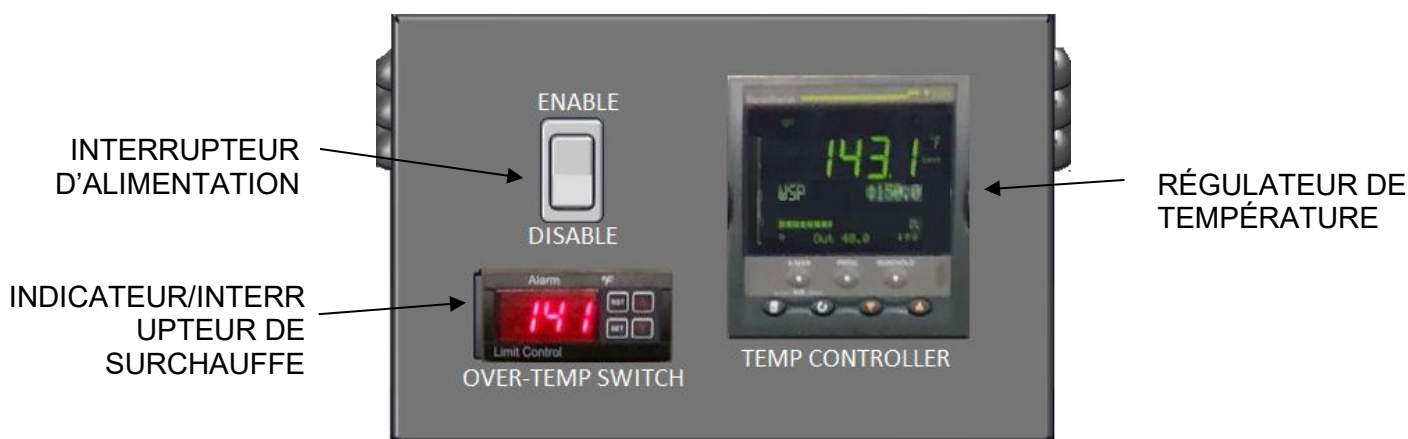 ENABLE
INTERRUPTEUR
D’ALIMENTATION
DISABLE
INDICATEUR/INTERR
UPTEUR DE
SURCHAUFFE
Alarm °F
141
RST
SET
Limit Control
OVER-TEMP SWITCH
143.1 °F
WSP 150.0
Out 48.0
TEMP CONTROLLER
RÉGULATEUR DE
TEMPÉRATURE